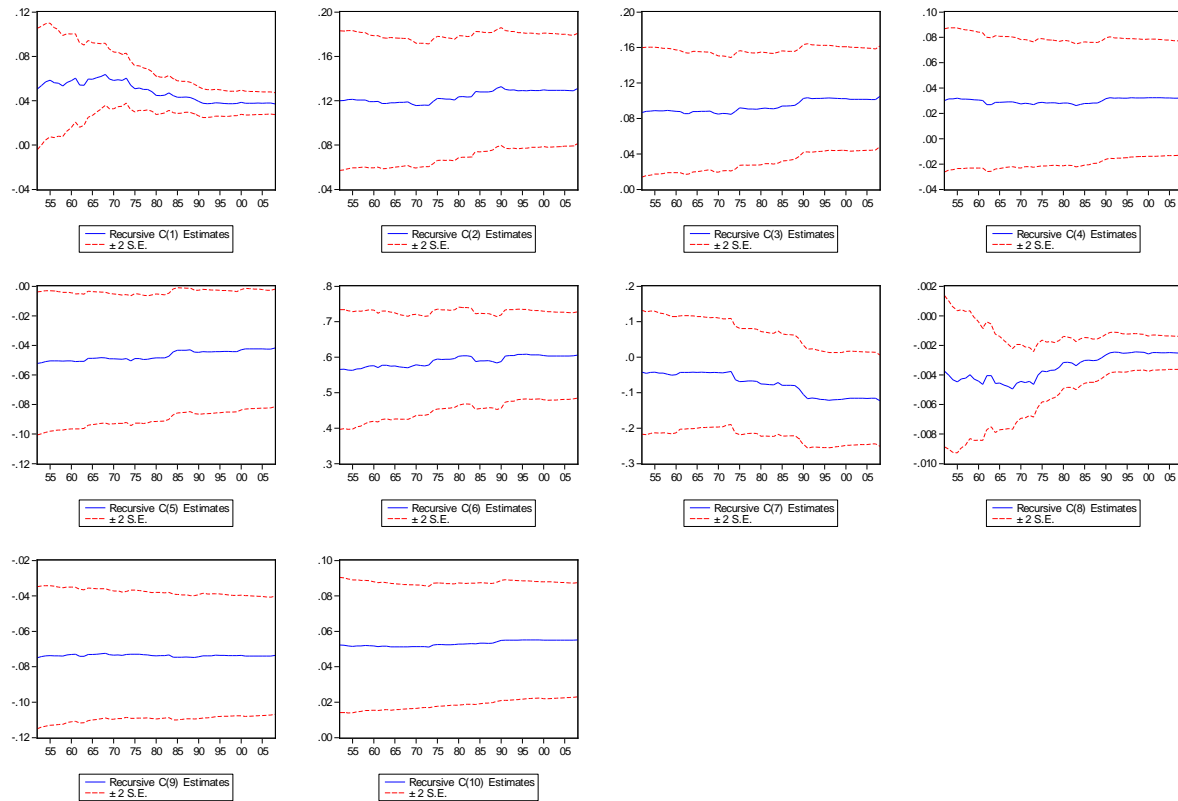 .12
.08
.04
.00
-.04
55 60 65 70 75 80 85 90 95 00 05
Recursive C(1) Estimates
± 2 S.E.
.20
.16
.12
.08
.04
55 60 65 70 75 80 85 90 95 00 05
Recursive C(2) Estimates
± 2 S.E.
.20
.16
.12
.08
.04
.00
55 60 65 70 75 80 85 90 95 00 05
Recursive C(3) Estimates
± 2 S.E.
.10
.08
.06
.04
.02
.00
-.02
-.04
55 60 65 70 75 80 85 90 95 00 05
Recursive C(4) Estimates
± 2 S.E.
.00
-.02
-.04
-.06
-.08
-.10
-.12
55 60 65 70 75 80 85 90 95 00 05
Recursive C(5) Estimates
± 2 S.E.
.8
.7
.6
.5
.4
.3
55 60 65 70 75 80 85 90 95 00 05
Recursive C(6) Estimates
± 2 S.E.
.2
.1
.0
-.1
-.2
-.3
55 60 65 70 75 80 85 90 95 00 05
Recursive C(7) Estimates
± 2 S.E.
.002
.000
-.002
-.004
-.006
-.008
-.010
55 60 65 70 75 80 85 90 95 00 05
Recursive C(8) Estimates
± 2 S.E.
-.02
-.04
-.06
-.08
-.10
-.12
55 60 65 70 75 80 85 90 95 00 05
Recursive C(9) Estimates
± 2 S.E.
.10
.08
.06
.04
.02
.00
55 60 65 70 75 80 85 90 95 00 05
Recursive C(10) Estimates
± 2 S.E.